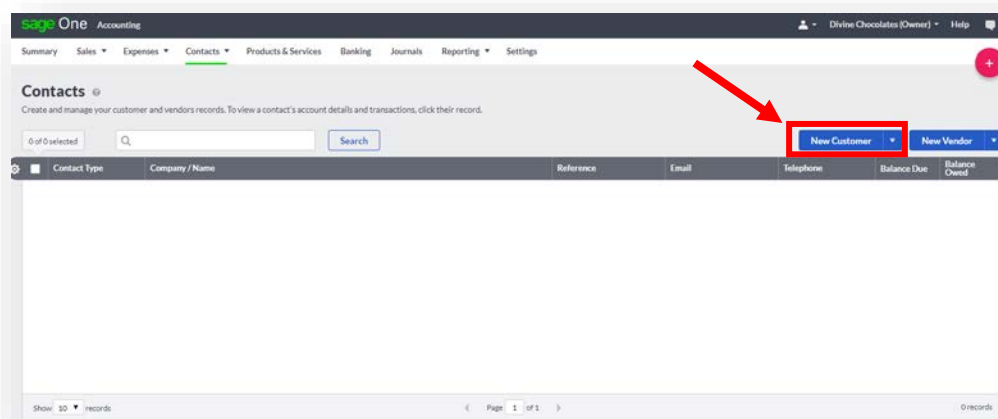 sage One Accounting Divine Chocolates (Owner) Help
Summary Sales Expenses Contacts Products & Services Banking Journals Reporting Settings
+
Contacts
Create and manage your customer and vendors records. To view a contact's account details and transactions, click their record.
0 of 0 selected Search New Customer New Vendor
Contact Type Company / Name Reference Email Telephone Balance Due Balance Owed
Show 10 records Page 1 of 1 0 records